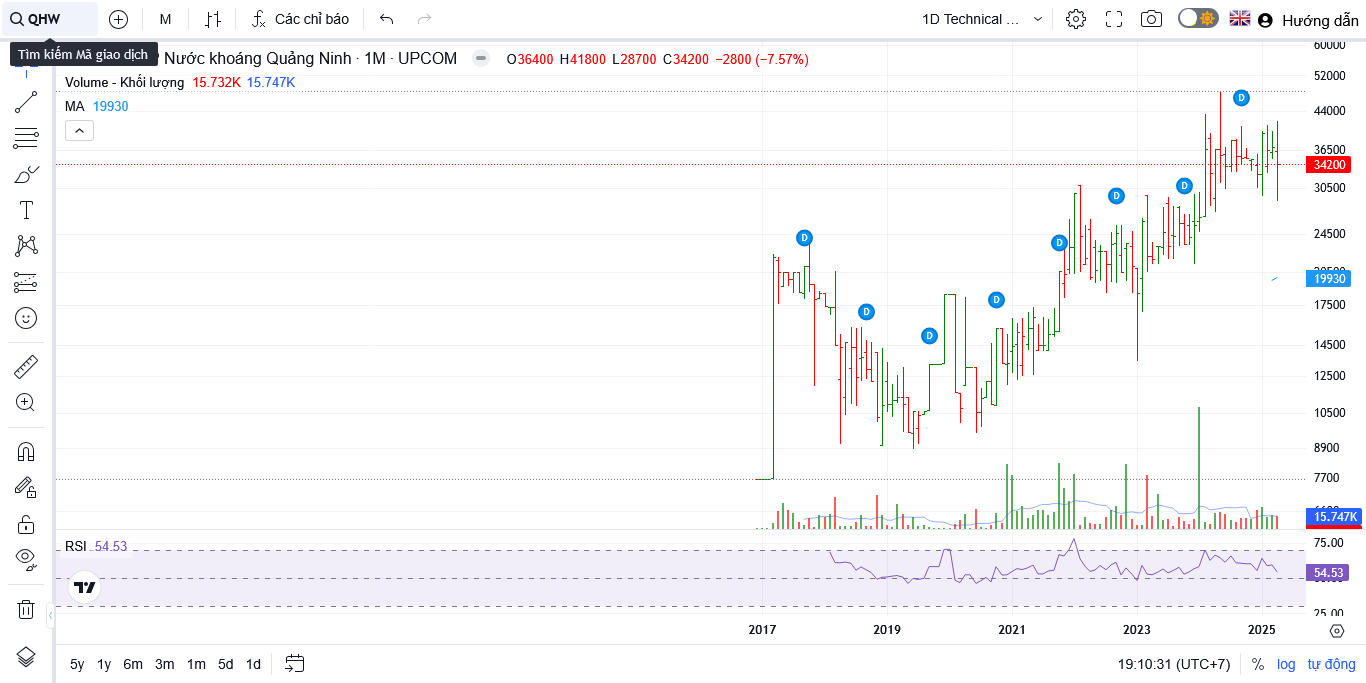 QHW M Các chỉ báo 1D Technical ... Hướng dẫn
Tìm kiếm Mã giao dịch
Nước khoáng Quảng Ninh · 1M · UPCOM O36400 H41800 L28700 C34200 −2800 (−7.57%)
Volume - Khối lượng 15.732K 15.747K
MA 19930
60000
52000
44000
36500
34200
30500
24500
19930
17500
14500
12500
10500
8900
7700
15.747K
D
D
D
D
D
D
D
D
RSI 54.53
75.00
54.53
25.00
2017 2019 2021 2023 2025
5y 1y 6m 3m 1m 5d 1d 19:10:31 (UTC+7) % log tự động